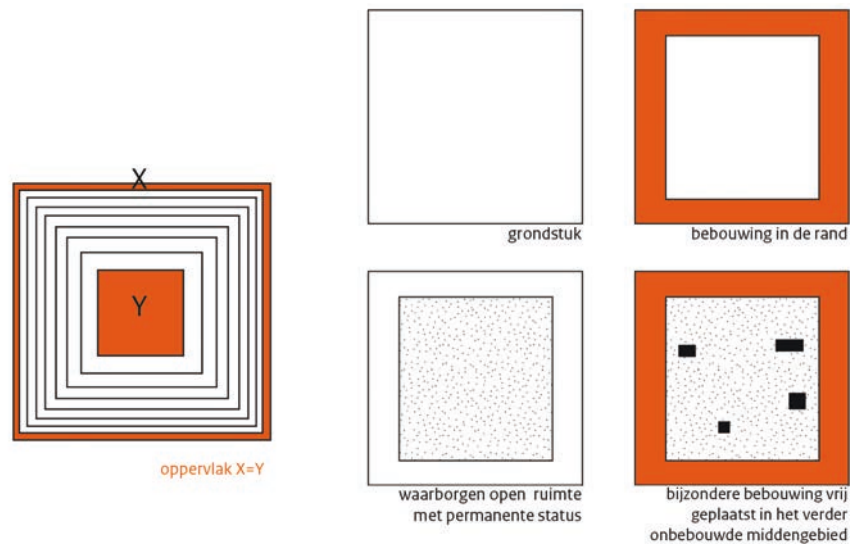 X
Y
oppervlak X=Y
grondstuk
bebouwing in de rand
waarborgen open ruimte
met permanente status
bijzondere bebouwing vrij
geplaatst in het verder
onbebouwde middengebied